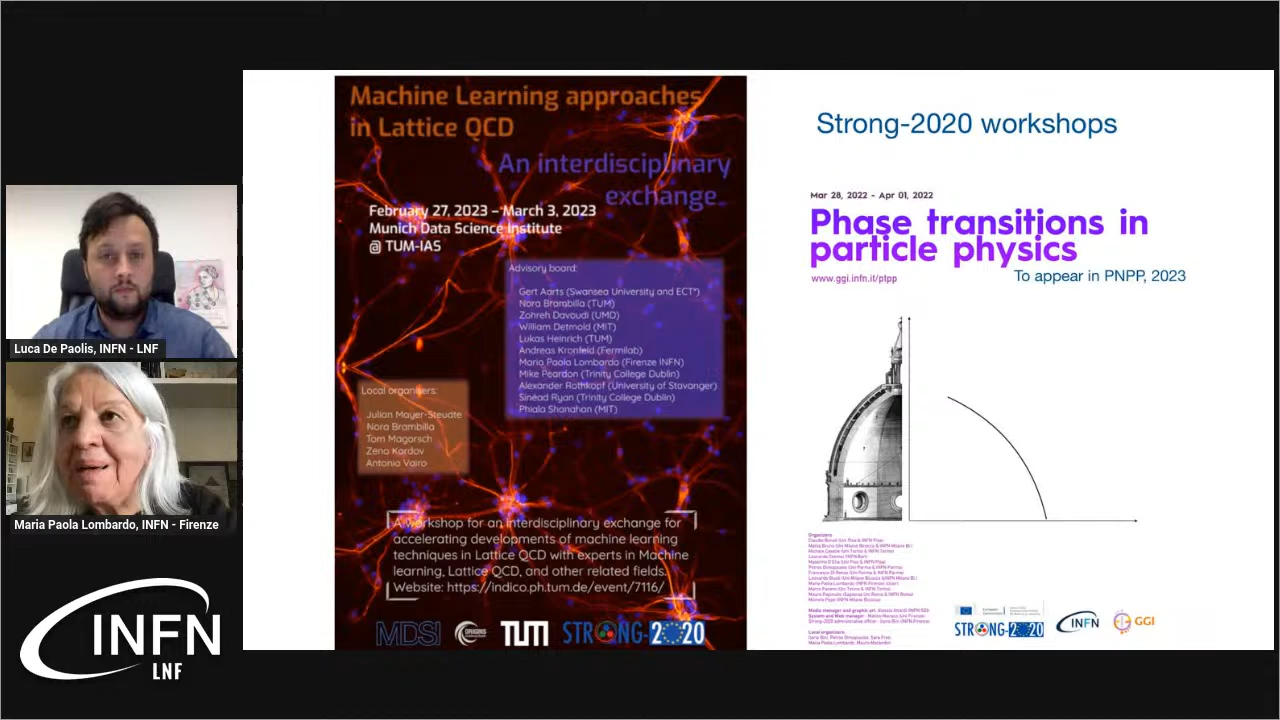 Luca De Paolis, INFN - LNF
Maria Paola Lombardo, INFN - Firenze
INFN
LNF
Machine Learning approaches
in Lattice QCD
An interdisciplinary
exchange
February 27, 2023 – March 3, 2023
Munich Data Science Institute
@ TUM-IAS
Advisory board:
Gert Aarts (Swansea University and ECT*)
Nora Brambilla (TUM)
Zohreh Davoudi (UMD)
William Detmold (MIT)
Lukas Heinrich (TUM)
Andreas Kronfeld (Fermilab)
Maria Paola Lombardo (Firenze INFN)
Mike Peardon (Trinity College Dublin)
Alexander Rothkopf (University of Stavanger)
Sinéad Ryan (Trinity College Dublin)
Phiala Shanahan (MIT)
Local organisers:
Julian Mayer-Steudte
Nora Brambilla
Tom Magorsch
Zeno Kordov
Antonio Vairo
A workshop for an interdisciplinary exchange for
accelerating developments of machine learning
techniques in Lattice QCD with experts in Machine
learning, Lattice QCD, and other related fields.
Website: https://indico.ph.tum.de/event/7116/
MDSI
ORIGINS
TUM
STRONG-2020
Strong-2020 workshops
Mar 28, 2022 - Apr 01, 2022
Phase transitions in
particle physics
www.ggi.infn.it/ptpp
To appear in PNPP, 2023
Organizers
Local organizers
STRONG-2020
INFN
GGI